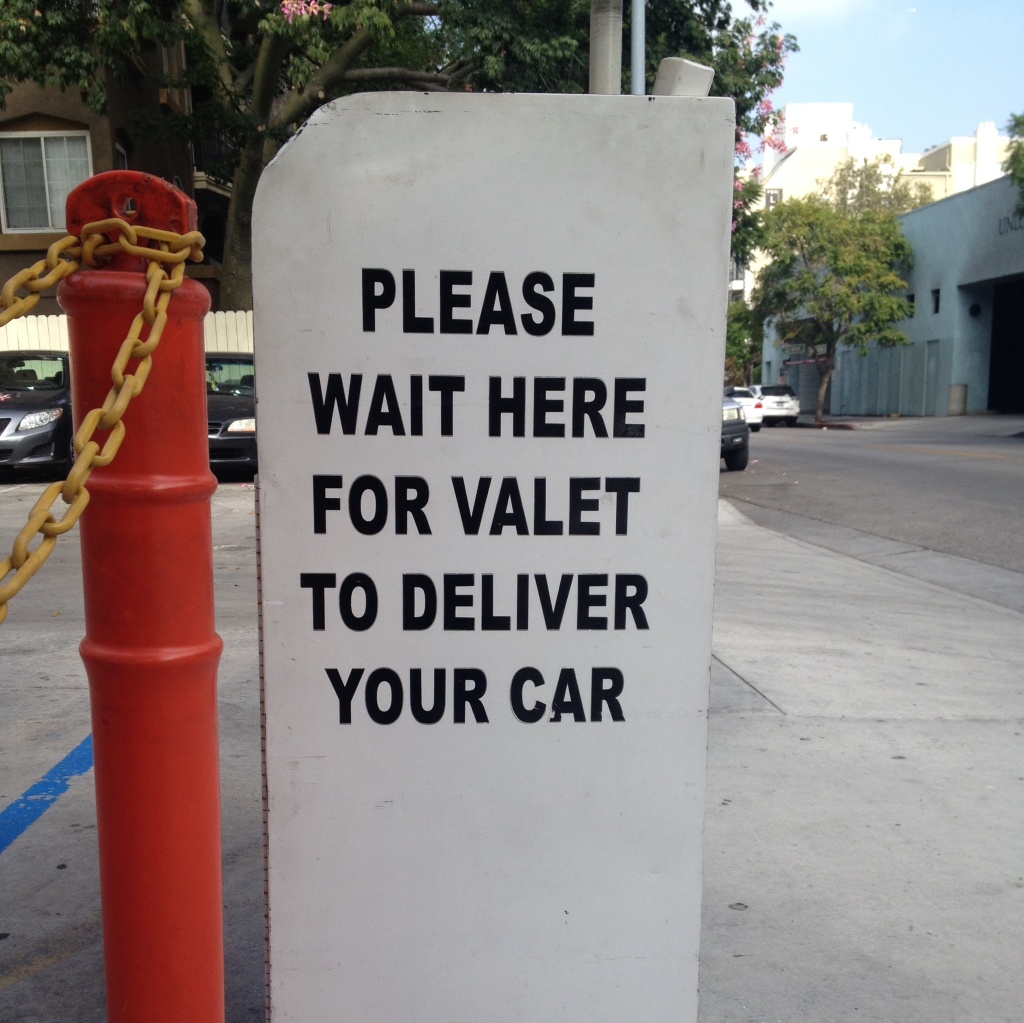 PLEASE
WAIT HERE
FOR VALET
TO DELIVER
YOUR CAR